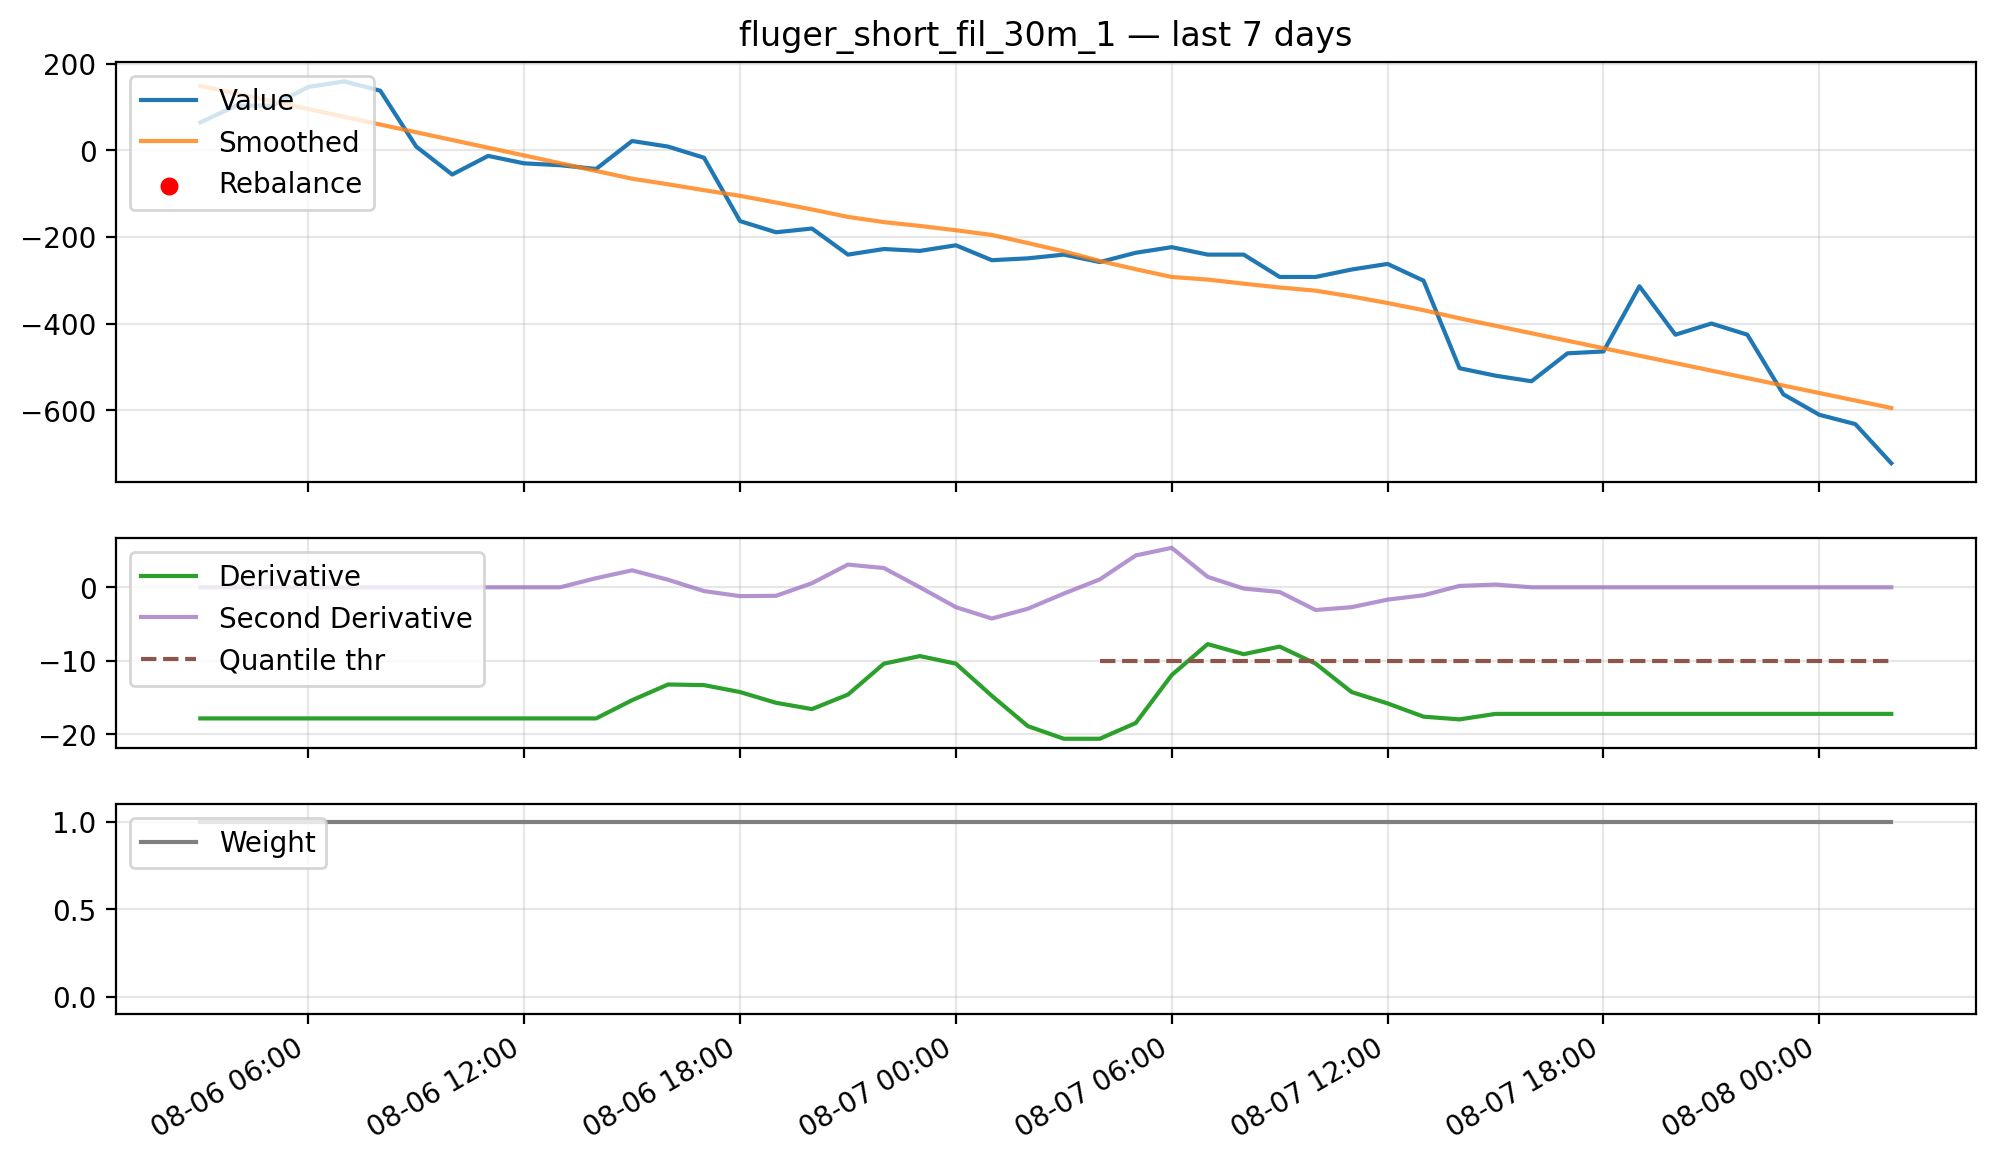 fluger_short_fil_30m_1 — last 7 days
200
0
−200
−400
−600
Value
Smoothed
Rebalance
0
−10
−20
Derivative
Second Derivative
Quantile thr
1.0
0.5
0.0
Weight
08-06 06:00
08-06 12:00
08-06 18:00
08-07 00:00
08-07 06:00
08-07 12:00
08-07 18:00
08-08 00:00